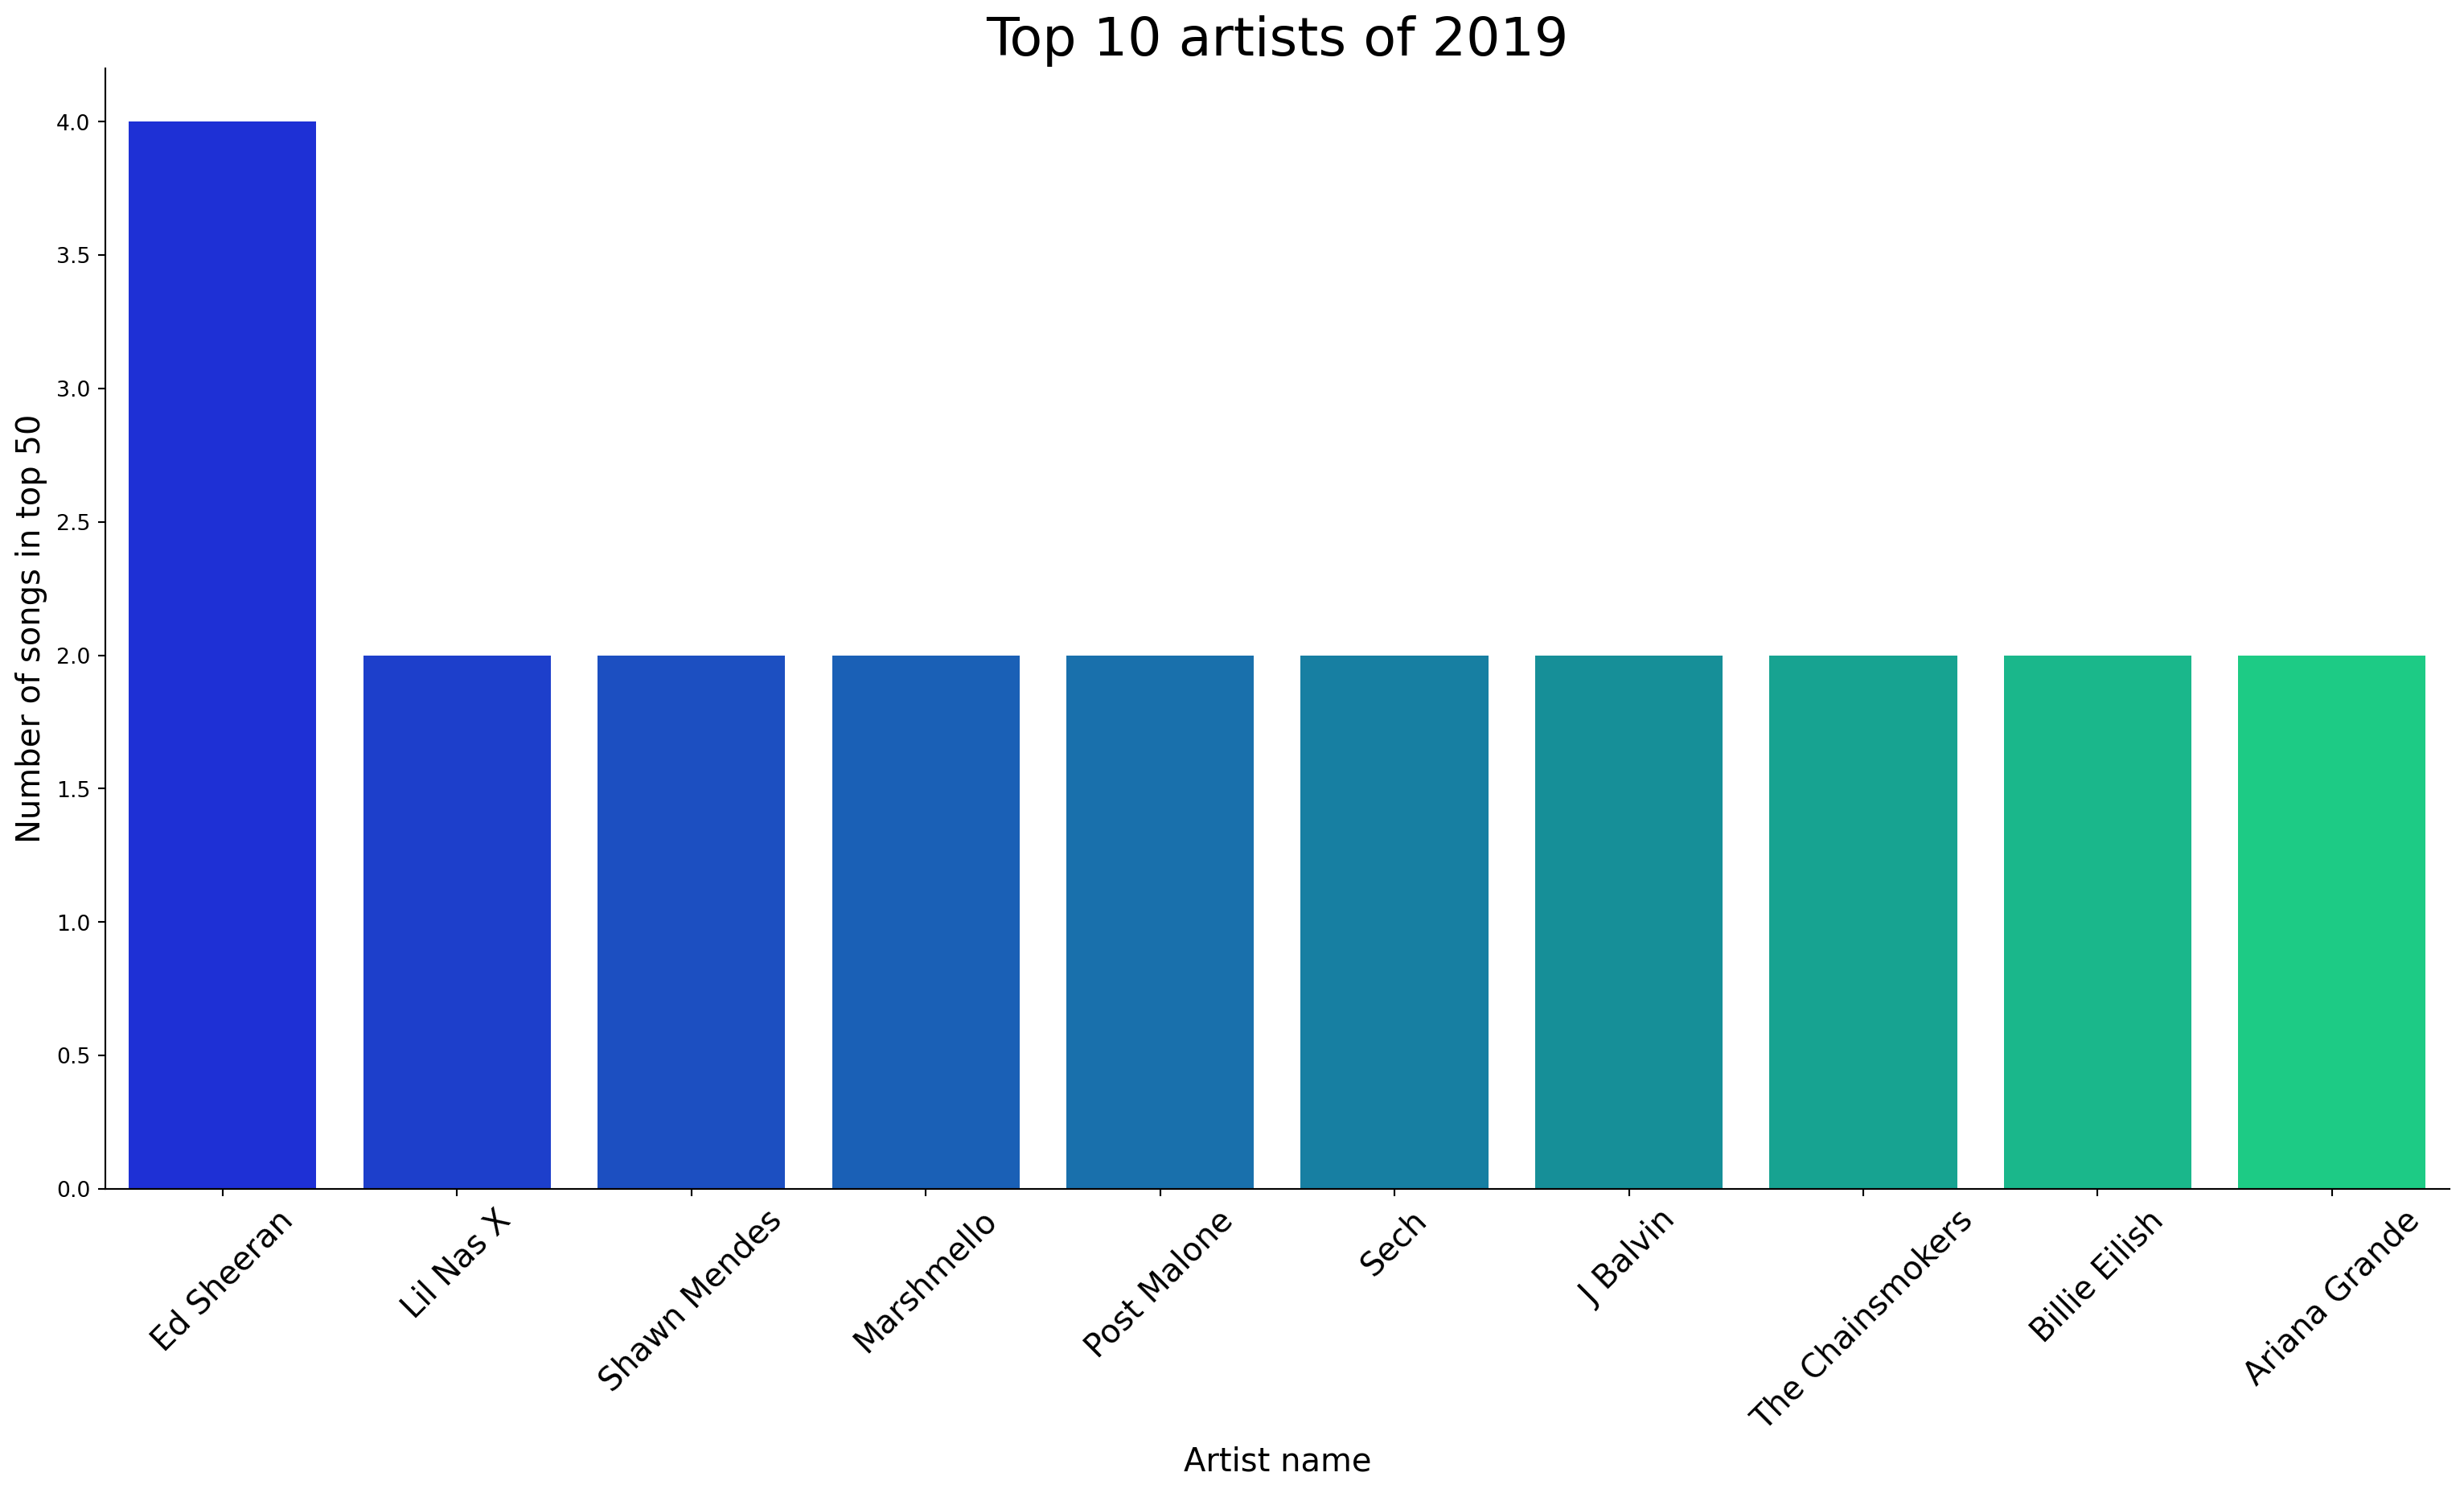 Top 10 artists of 2019
Number of songs in top 50
4.0
3.5
3.0
2.5
2.0
1.5
1.0
0.5
0.0
Ed Sheeran
Lil Nas X
Shawn Mendes
Marshmello
Post Malone
Sech
J Balvin
The Chainsmokers
Billie Eilish
Ariana Grande
Artist name